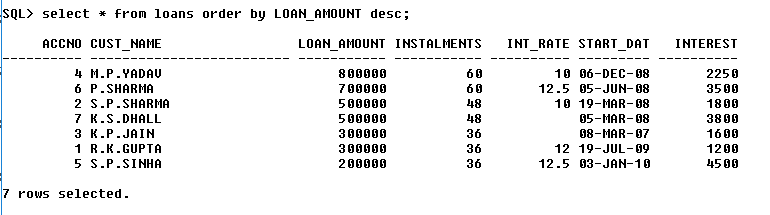 SQL> select * from loans order by LOAN_AMOUNT desc;
     ACCNO CUST_NAME                      LOAN_AMOUNT INSTALMENTS   INT_RATE START_DAT   INTEREST
---------- ------------------------------ ----------- ----------- ---------- --------- ----------
         4 M.P.YADAV                           800000          60         10 06-DEC-08       2250
         6 P.SHARMA                            700000          60       12.5 05-JUN-08       3500
         2 S.P.SHARMA                          500000          48         10 19-MAR-08       1800
         7 K.S.DHALL                           500000          48            05-MAR-08       3800
         3 K.P.JAIN                            300000          36            08-MAR-07       1600
         1 R.K.GUPTA                           300000          36         12 19-JUL-09       1200
         5 S.P.SINHA                           200000          36       12.5 03-JAN-10       4500
7 rows selected.